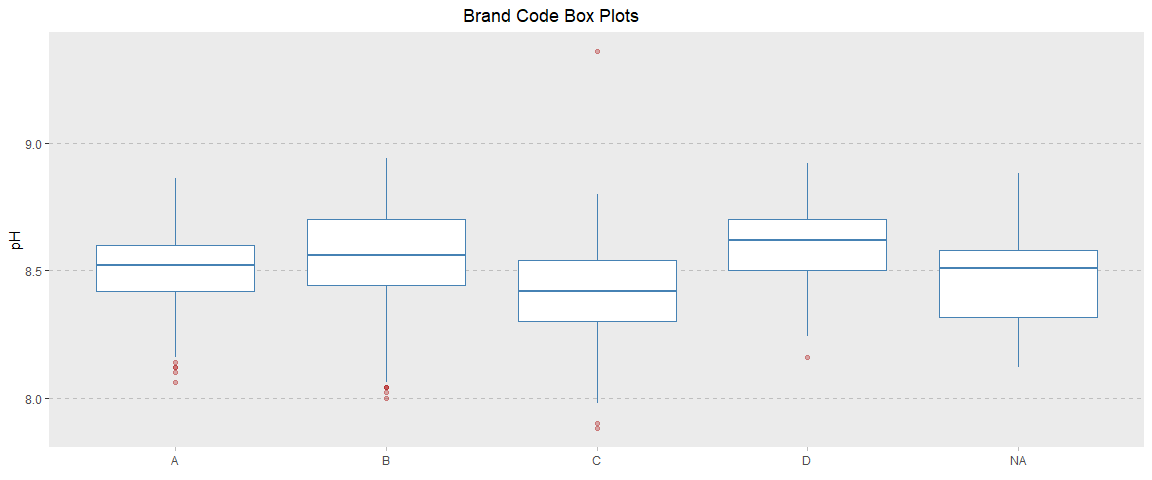 Brand Code Box Plots
pH
9.0
8.5
8.0
A B C D NA